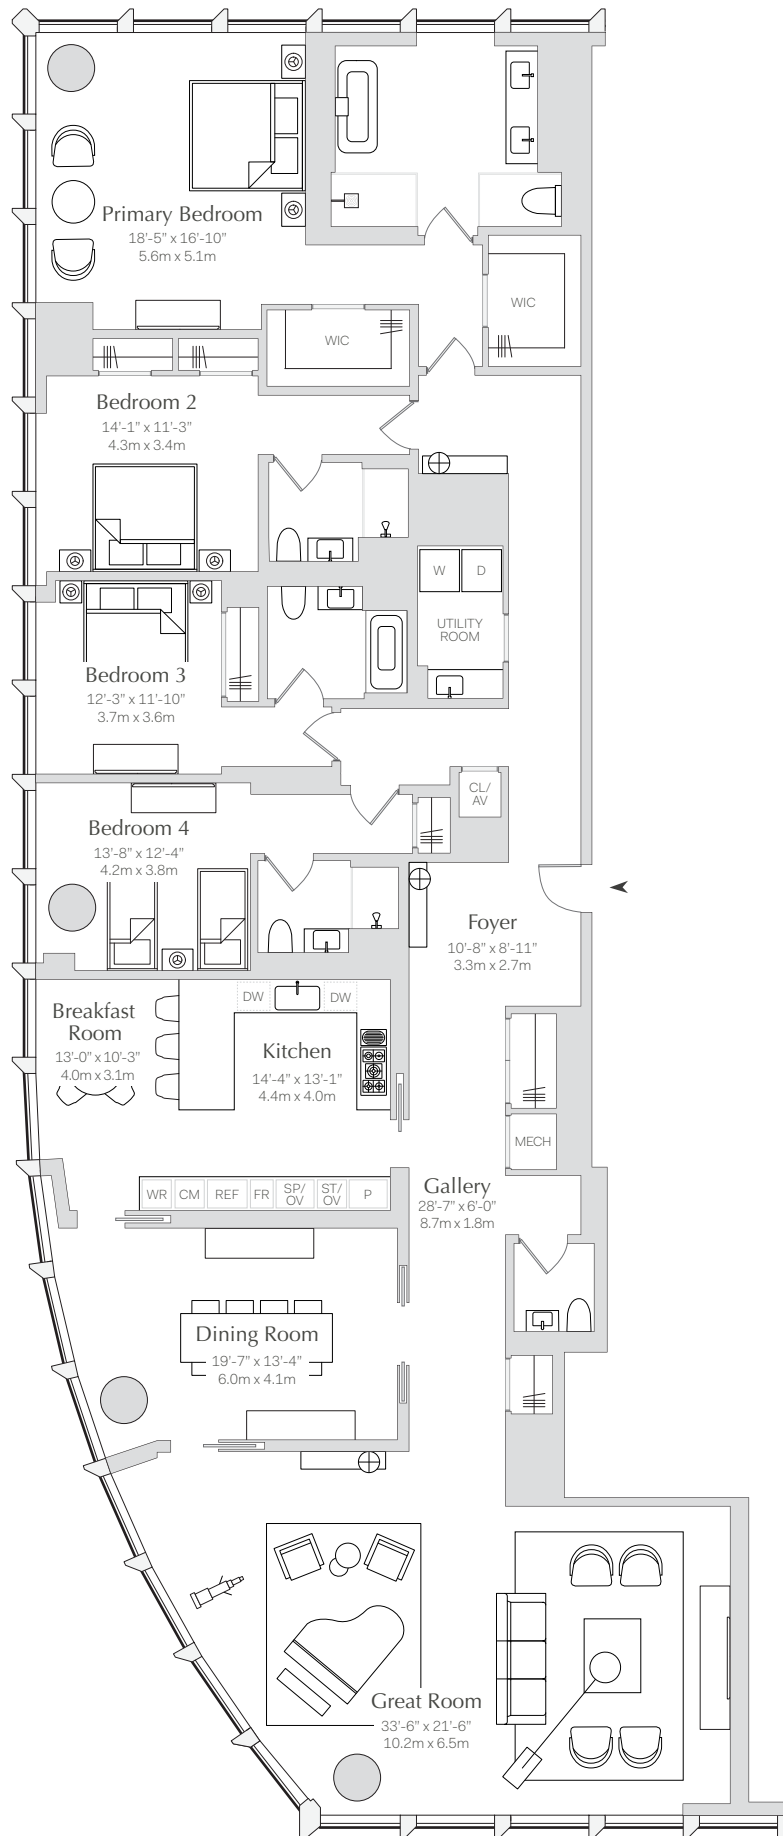 Primary Bedroom
18'-5" x 16'-10"
5.6m x 5.1m
WIC
WIC
Bedroom 2
14'-1" x 11'-3"
4.3m x 3.4m
W
D
UTILITY
ROOM
Bedroom 3
12'-3" x 11'-10"
3.7m x 3.6m
CL/
AV
Bedroom 4
13'-8" x 12'-4"
4.2m x 3.8m
Foyer
10'-8" x 8'-11"
3.3m x 2.7m
Breakfast
Room
13'-0" x 10'-3"
4.0m x 3.1m
DW
DW
Kitchen
14'-4" x 13'-1"
4.4m x 4.0m
MECH
WR
CM
REF
FR
SP/
OV
ST/
OV
P
Gallery
28'-7" x 6'-0"
8.7m x 1.8m
Dining Room
19'-7" x 13'-4"
6.0m x 4.1m
Great Room
33'-6" x 21'-6"
10.2m x 6.5m